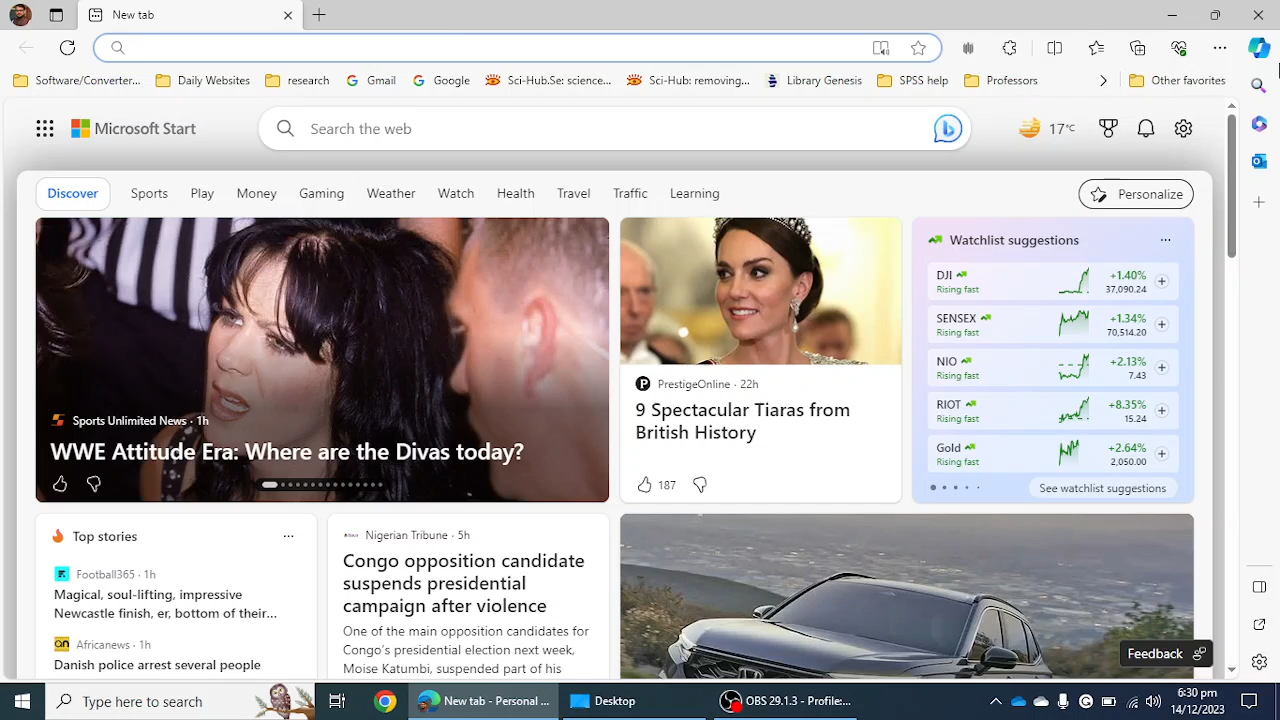 New tab
Software/Converter... Daily Websites research Gmail Google Sci-Hub.Se: science... Sci-Hub: removing... Library Genesis SPSS help Professors Other favorites
Microsoft Start
Search the web
17°C
Discover Sports Play Money Gaming Weather Watch Health Travel Traffic Learning
Personalize
Sports Unlimited News · 1h
WWE Attitude Era: Where are the Divas today?
PrestigeOnline · 22h
9 Spectacular Tiaras from
British History
187
Watchlist suggestions
DJI +1.40%
Rising fast 37,090.24
SENSEX +1.34%
Rising fast 70,514.20
NIO +2.13%
Rising fast 7.43
RIOT +8.35%
Rising fast 15.24
Gold +2.64%
Rising fast 2,050.00
See watchlist suggestions
Top stories
Football365 · 1h
Magical, soul-lifting, impressive
Newcastle finish, er, bottom of their...
Africanews · 1h
Danish police arrest several people
Nigerian Tribune · 5h
Congo opposition candidate
suspends presidential
campaign after violence
One of the main opposition candidates for
Congo's presidential election next week,
Moise Katumbi, suspended part of his
Feedback
Type here to search
New tab - Personal ...
Desktop
OBS 29.1.3 - Profile:...
6:30 pm
14/12/2023